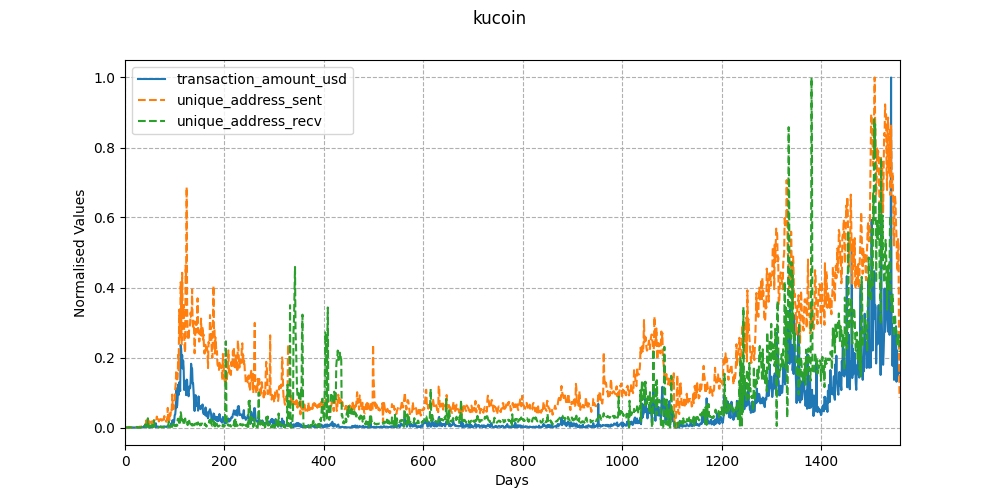 kucoin
transaction_amount_usd
unique_address_sent
unique_address_recv
1.0
0.8
0.6
0.4
0.2
0.0
Normalised Values
0 200 400 600 800 1000 1200 1400
Days